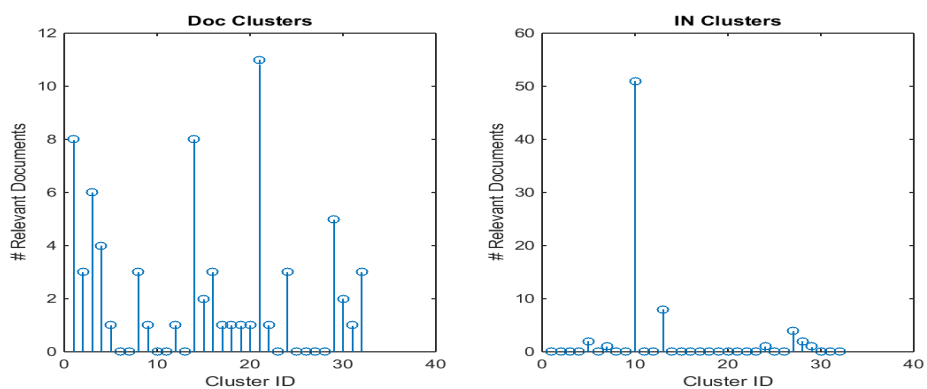 Doc Clusters
12
10
8
6
4
2
0
# Relevant Documents
0 10 20 30 40
Cluster ID
IN Clusters
60
50
40
30
20
10
0
# Relevant Documents
0 10 20 30 40
Cluster ID